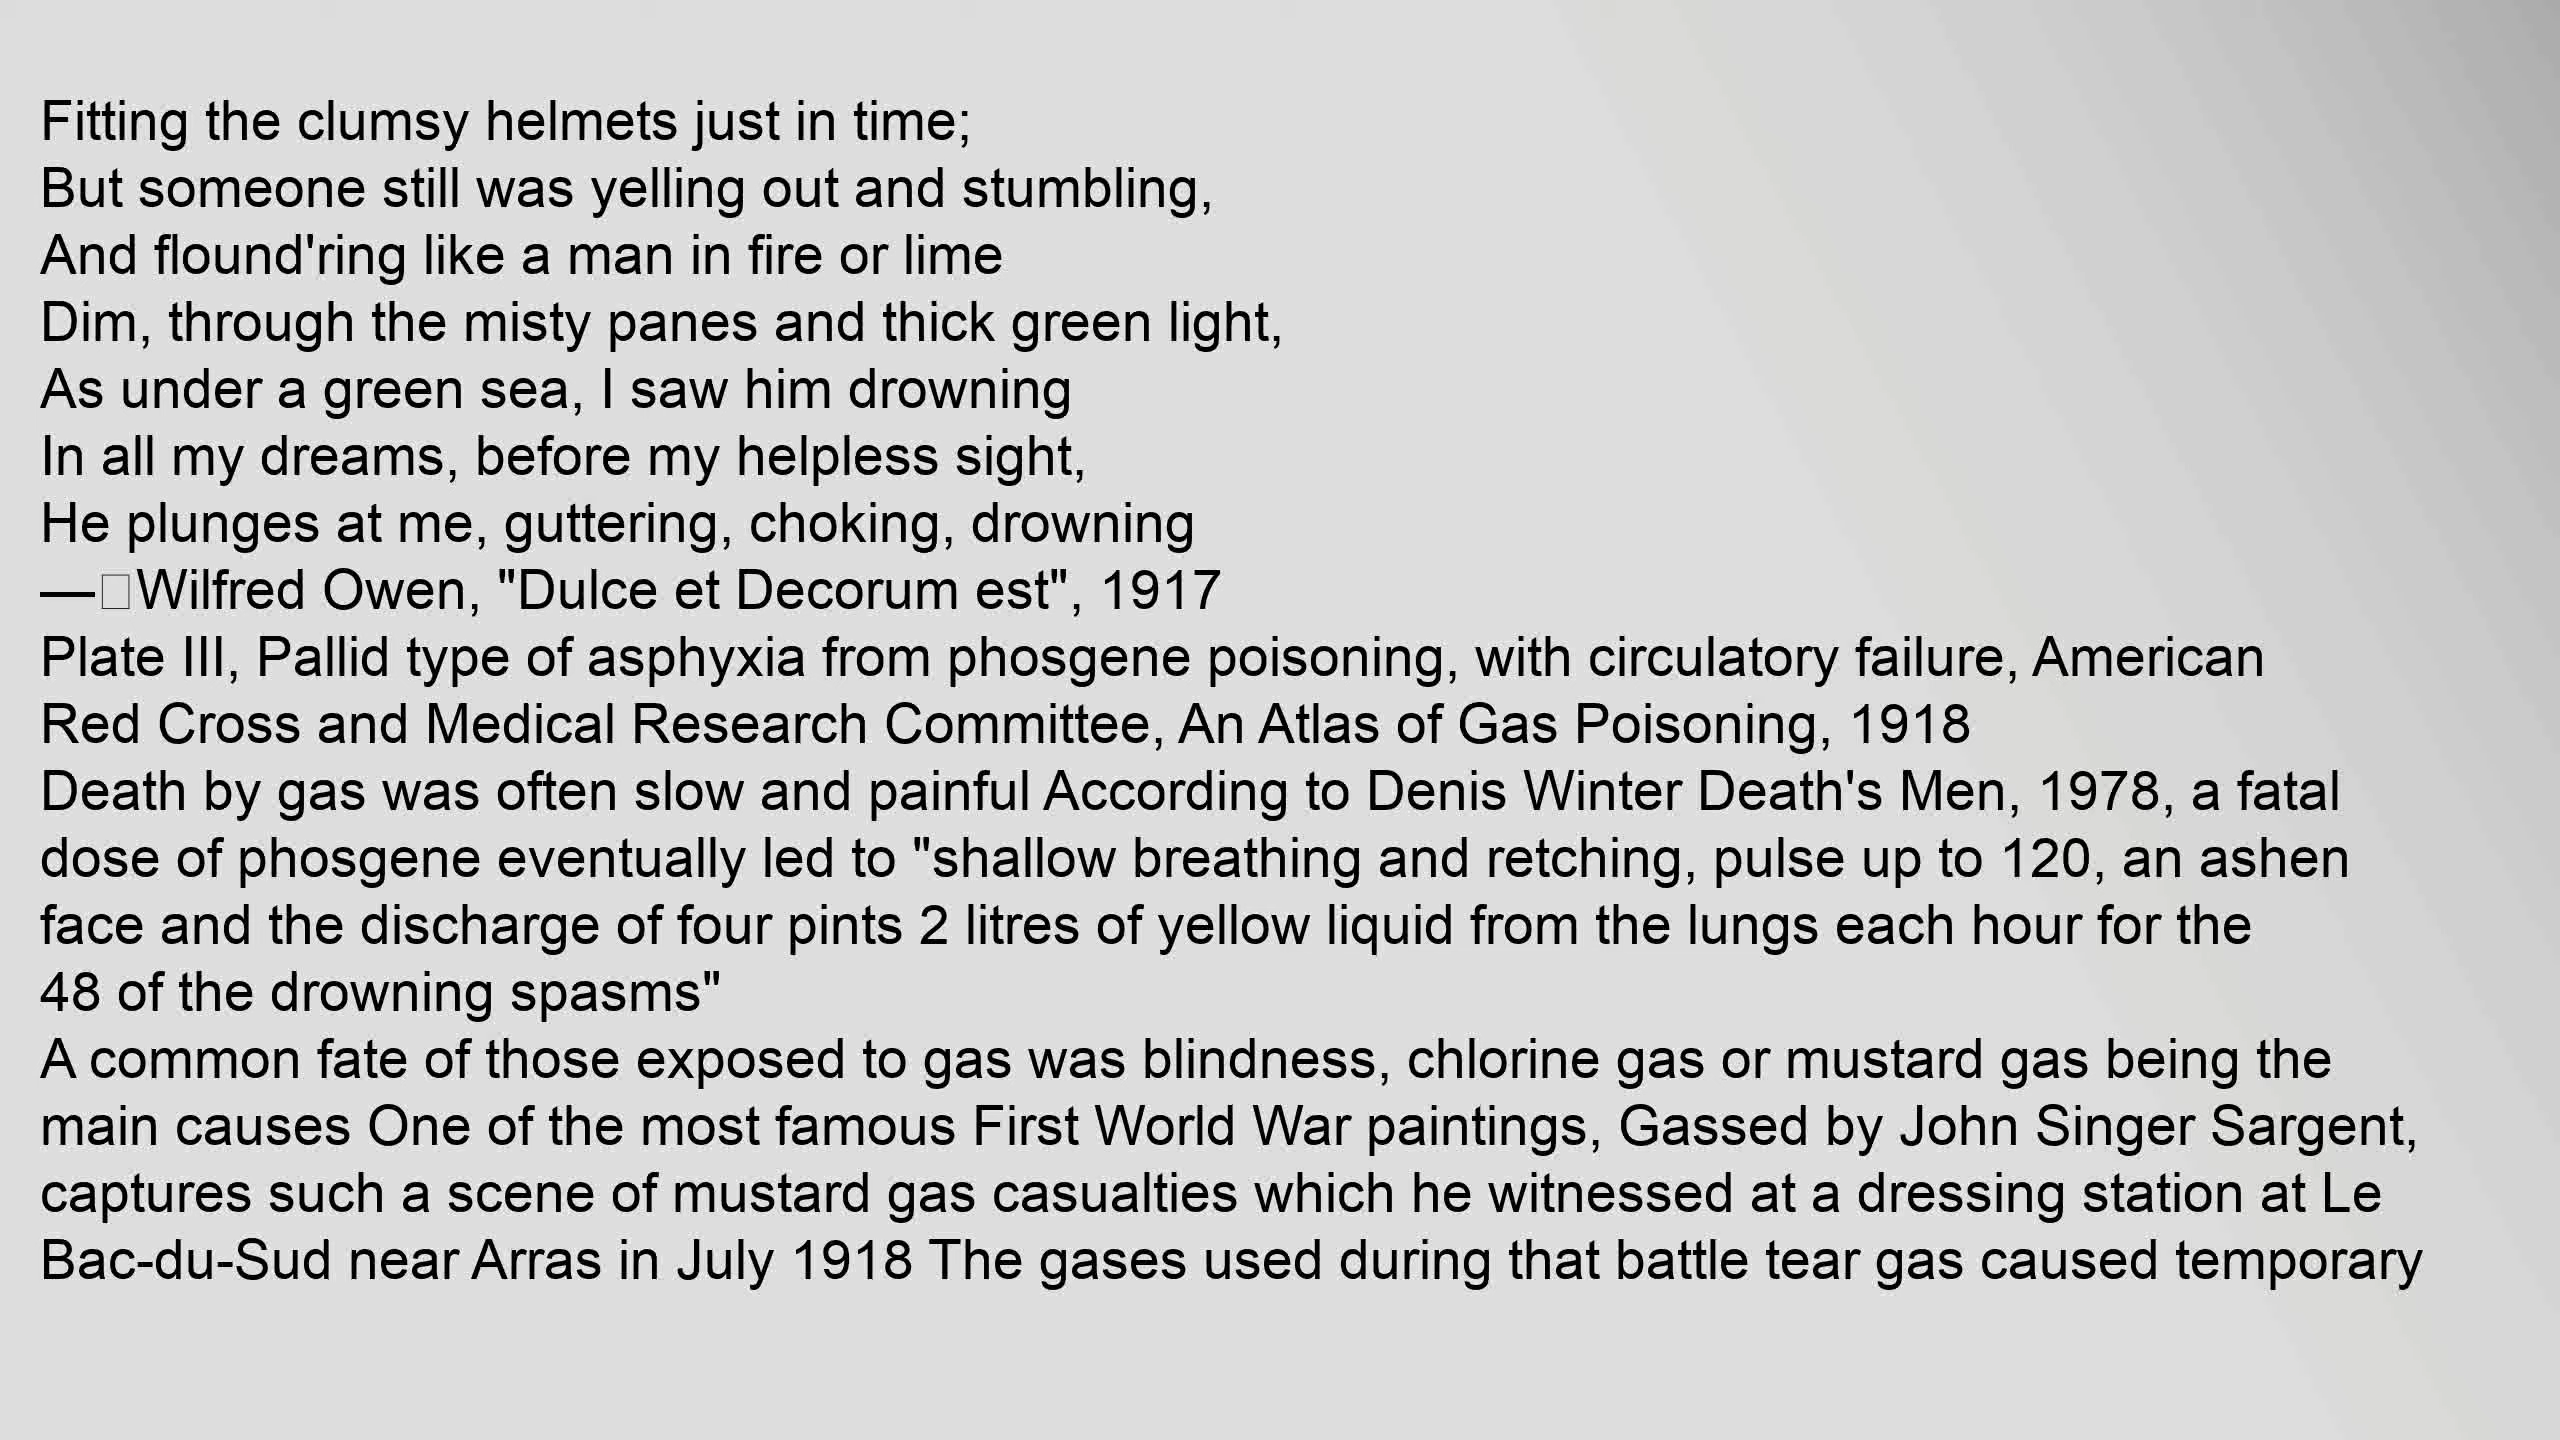 Fitting the clumsy helmets just in time;
But someone still was yelling out and stumbling,
And flound'ring like a man in fire or lime
Dim, through the misty panes and thick green light,
As under a green sea, I saw him drowning
In all my dreams, before my helpless sight,
He plunges at me, guttering, choking, drowning
—□Wilfred Owen, "Dulce et Decorum est", 1917
Plate III, Pallid type of asphyxia from phosgene poisoning, with circulatory failure, American
Red Cross and Medical Research Committee, An Atlas of Gas Poisoning, 1918
Death by gas was often slow and painful According to Denis Winter Death's Men, 1978, a fatal
dose of phosgene eventually led to "shallow breathing and retching, pulse up to 120, an ashen
face and the discharge of four pints 2 litres of yellow liquid from the lungs each hour for the
48 of the drowning spasms"
A common fate of those exposed to gas was blindness, chlorine gas or mustard gas being the
main causes One of the most famous First World War paintings, Gassed by John Singer Sargent,
captures such a scene of mustard gas casualties which he witnessed at a dressing station at Le
Bac-du-Sud near Arras in July 1918 The gases used during that battle tear gas caused temporary